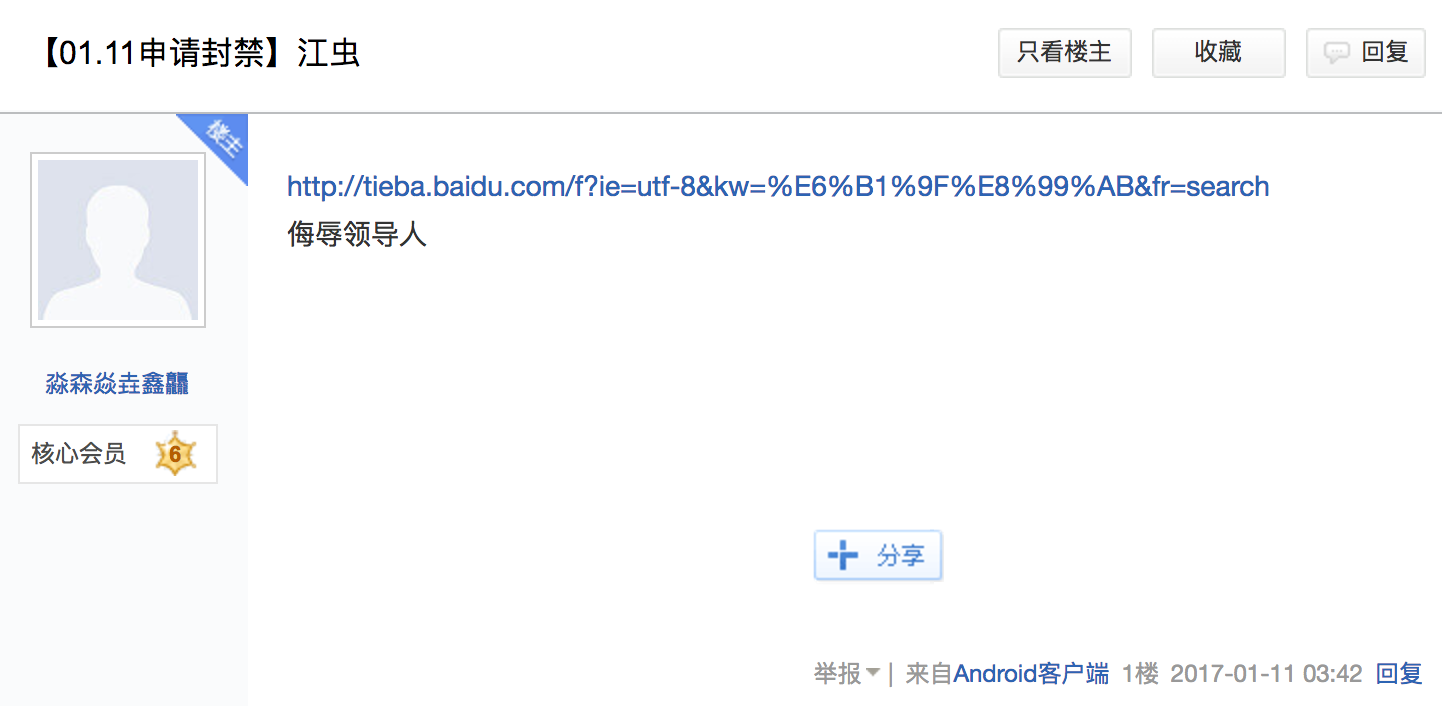 【01.11申请封禁】江虫
只看楼主
收藏
回复
楼主
http://tieba.baidu.com/f?ie=utf-8&kw=%E6%B1%9F%E8%99%AB&fr=search
侮辱领导人
淼森焱垚鑫龘
核心会员 6
分享
举报 | 来自Android客户端 1楼 2017-01-11 03:42 回复